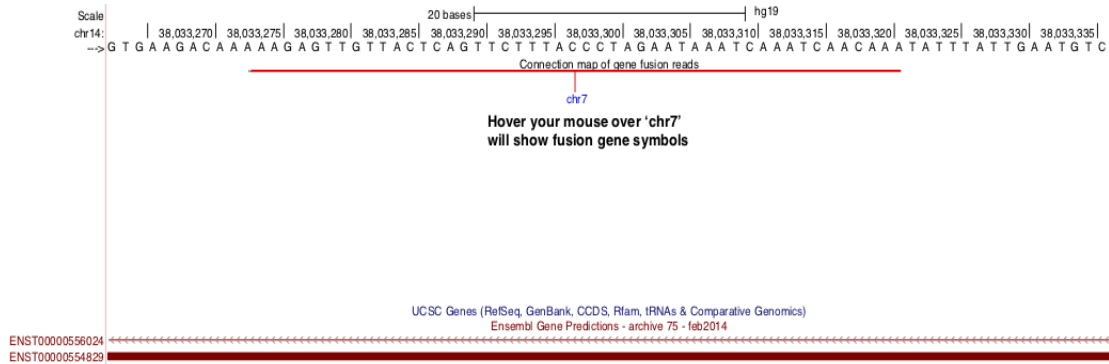 Scale 20 bases hg19
chr14: 38,033,270 38,033,275 38,033,280 38,033,285 38,033,290 38,033,295 38,033,300 38,033,305 38,033,310 38,033,315 38,033,320 38,033,325 38,033,330 38,033,335
---> G T G A A G A C A A A A A G A G T T G T T A C T C A G T T C T T T A C C C T A G A A T A A A T C A A A T C A A C A A A T A T T A T T G A A T G T C
Connection map of gene fusion reads
chr7
Hover your mouse over ‘chr7’
will show fusion gene symbols
UCSC Genes (RefSeq, GenBank, CCDS, Rfam, tRNAs & Comparative Genomics)
Ensembl Gene Predictions - archive 75 - feb2014
ENST00000556024
ENST00000554829